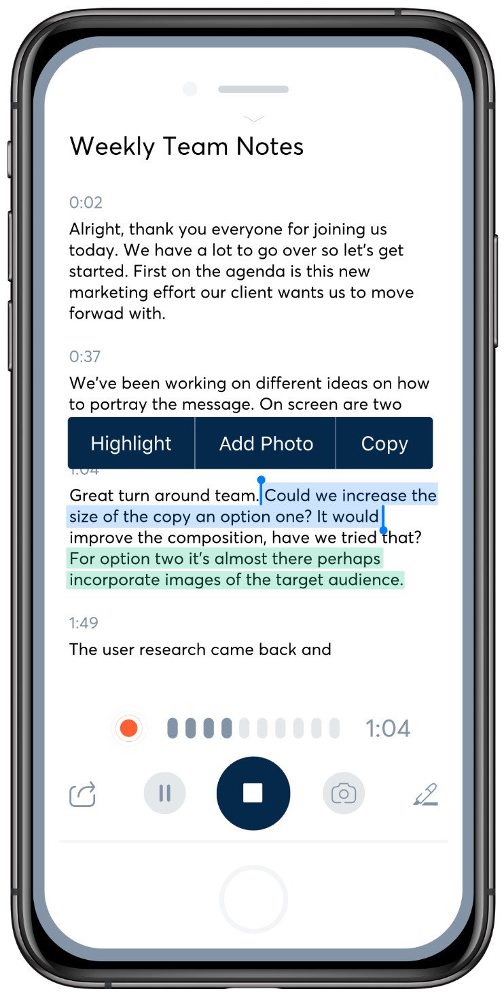 Weekly Team Notes
0:02
Alright, thank you everyone for joining us
today. We have a lot to go over so let's get
started. First on the agenda is this new
marketing effort our client wants us to move
forwad with.
0:37
We've been working on different ideas on how
to portray the message. On screen are two
Highlight Add Photo Copy
1:04
Great turn around team. Could we increase the
size of the copy an option one? It would
improve the composition, have we tried that?
For option two it's almost there perhaps
incorporate images of the target audience.
1:49
The user research came back and
1:04